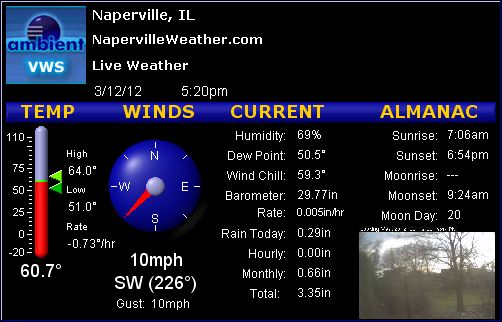 Naperville, IL
NapervilleWeather.com
Live Weather
3/12/12 5:20pm
ambient
VWS
TEMP WINDS CURRENT ALMANAC
110
75
50
25
0
-20
High
64.0°
Low
51.0°
Rate
-0.73°/hr
60.7°
N
W E
S
10mph
SW (226°)
Gust: 10mph
Humidity: 69%
Dew Point: 50.5°
Wind Chill: 59.3°
Barometer: 29.77in
Rate: 0.005in/hr
Rain Today: 0.29in
Hourly: 0.00in
Monthly: 0.66in
Total: 3.35in
Sunrise: 7:06am
Sunset: 6:54pm
Moonrise: ---
Moonset: 9:24am
Moon Day: 20